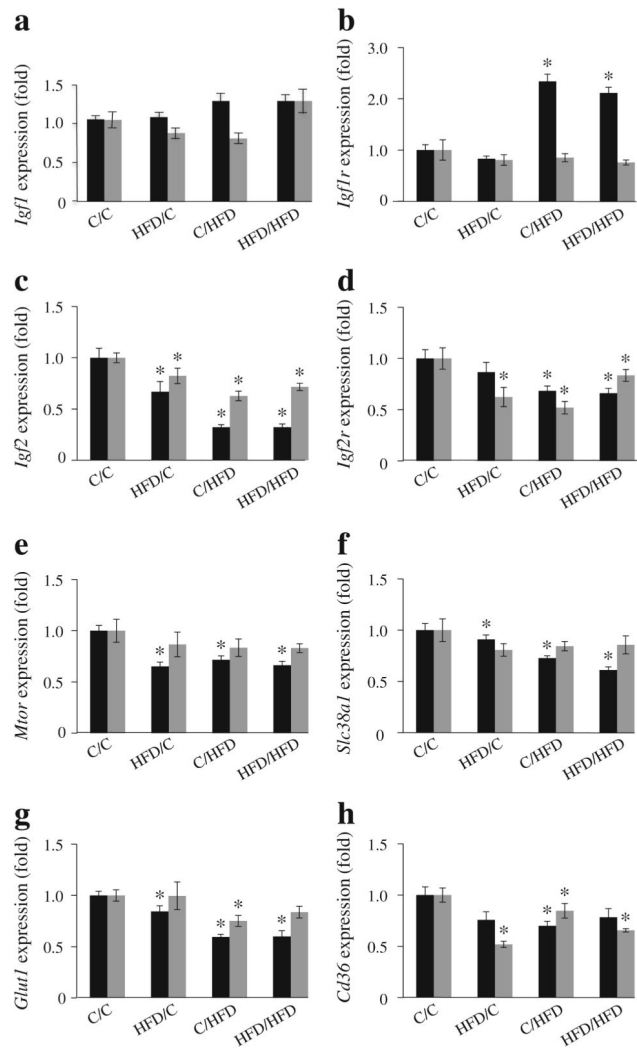 a
Igf1 expression (fold)
1.5
1.0
0.5
0
C/C
HFD/C
C/HFD
HFD/HFD
b
Igf1r expression (fold)
3.0
2.0
1.0
0
*
*
C/C
HFD/C
C/HFD
HFD/HFD
c
Igf2 expression (fold)
1.5
1.0
0.5
0
* *
* *
* *
C/C
HFD/C
C/HFD
HFD/HFD
d
Igf2r expression (fold)
1.5
1.0
0.5
0
*
* *
* *
C/C
HFD/C
C/HFD
HFD/HFD
e
Mtor expression (fold)
1.5
1.0
0.5
0
*
*
*
C/C
HFD/C
C/HFD
HFD/HFD
f
Slc38a1 expression (fold)
1.5
1.0
0.5
0
*
*
*
C/C
HFD/C
C/HFD
HFD/HFD
g
Glut1 expression (fold)
1.5
1.0
0.5
0
*
* *
*
C/C
HFD/C
C/HFD
HFD/HFD
h
Cd36 expression (fold)
1.5
1.0
0.5
0
*
* *
*
C/C
HFD/C
C/HFD
HFD/HFD